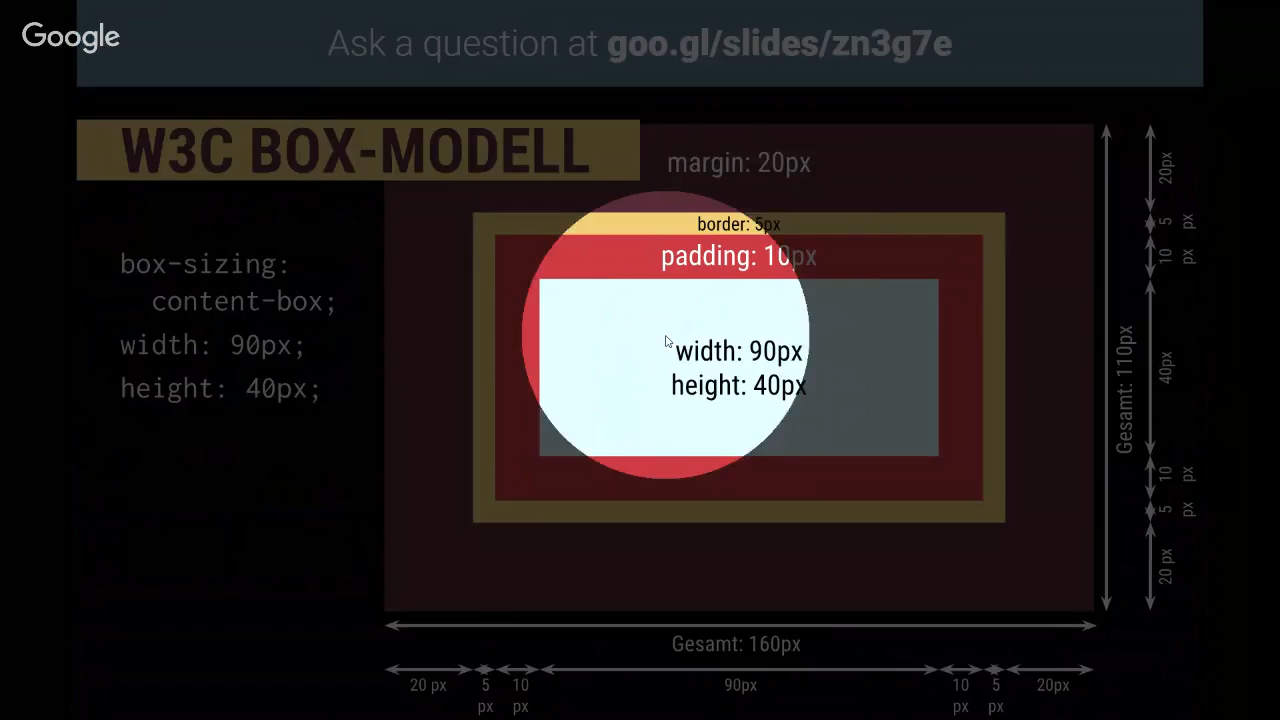 Google
Ask a question at goo.gl/slides/zn3g7e
W3C BOX-MODELL
margin: 20px
border: 5px
padding: 10px
box-sizing:
content-box;
width: 90px;
height: 40px;
width: 90px
height: 40px
20px
5 px
10 px
40px
10 px
5 px
20 px
Gesamt: 110px
Gesamt: 160px
20 px
5 px
10 px
90px
10 px
5 px
20px